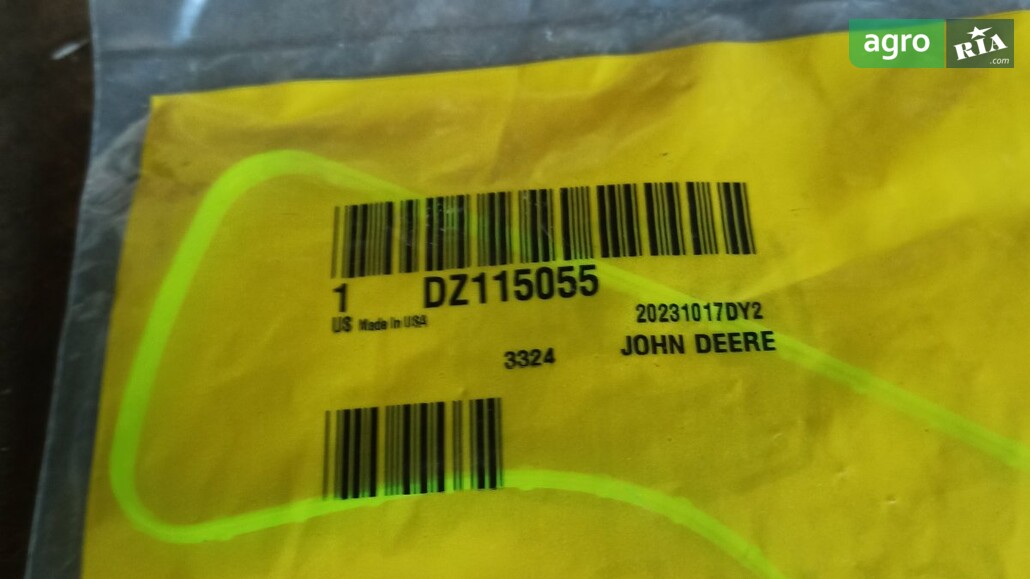 agro RIA .com
1 DZ115055
US Made In USA
20231017DY2
3324
JOHN DEERE